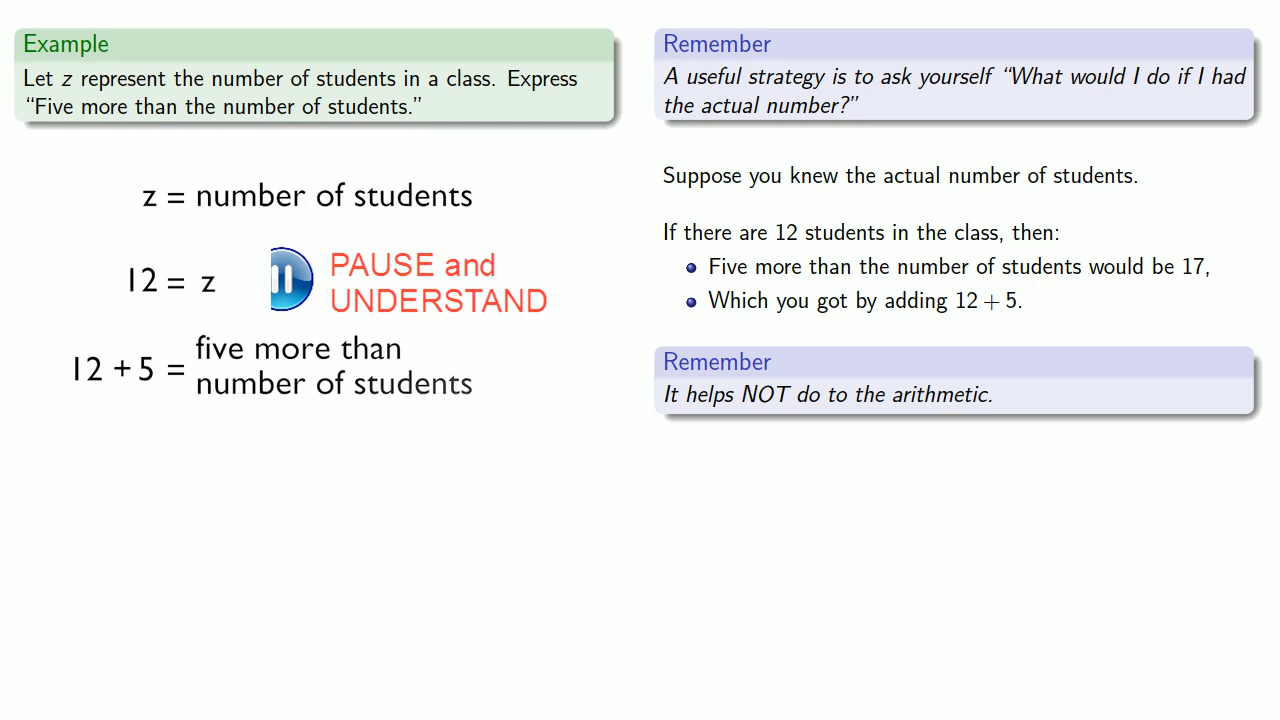 Example
Let z represent the number of students in a class. Express
“Five more than the number of students.”
z = number of students
12 = z
PAUSE and
UNDERSTAND
12 + 5 = five more than
number of students
Remember
A useful strategy is to ask yourself “What would I do if I had
the actual number?”
Suppose you knew the actual number of students.
If there are 12 students in the class, then:
Five more than the number of students would be 17,
Which you got by adding 12 + 5.
Remember
It helps NOT do to the arithmetic.